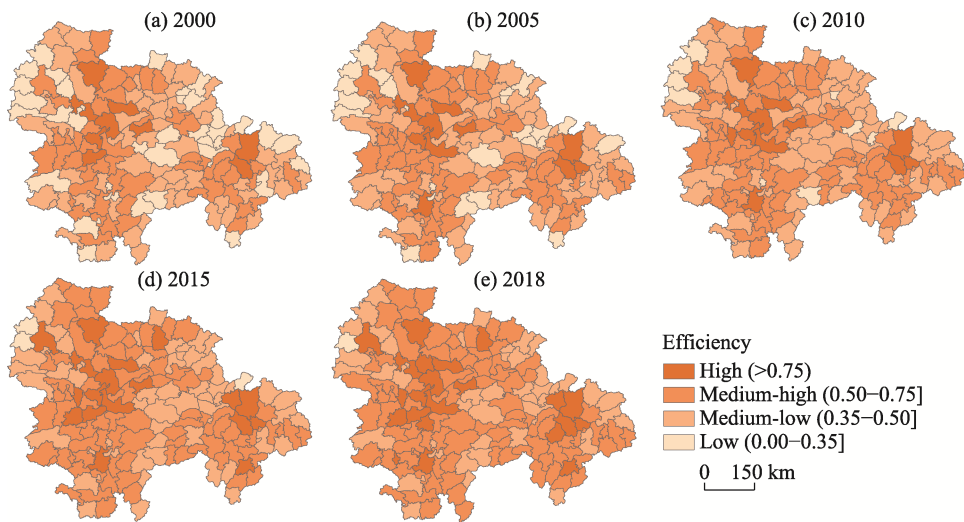 (a) 2000
(b) 2005
(c) 2010
(d) 2015
(e) 2018
Efficiency
High (>0.75)
Medium-high (0.50−0.75]
Medium-low (0.35−0.50]
Low (0.00−0.35]
0 150 km